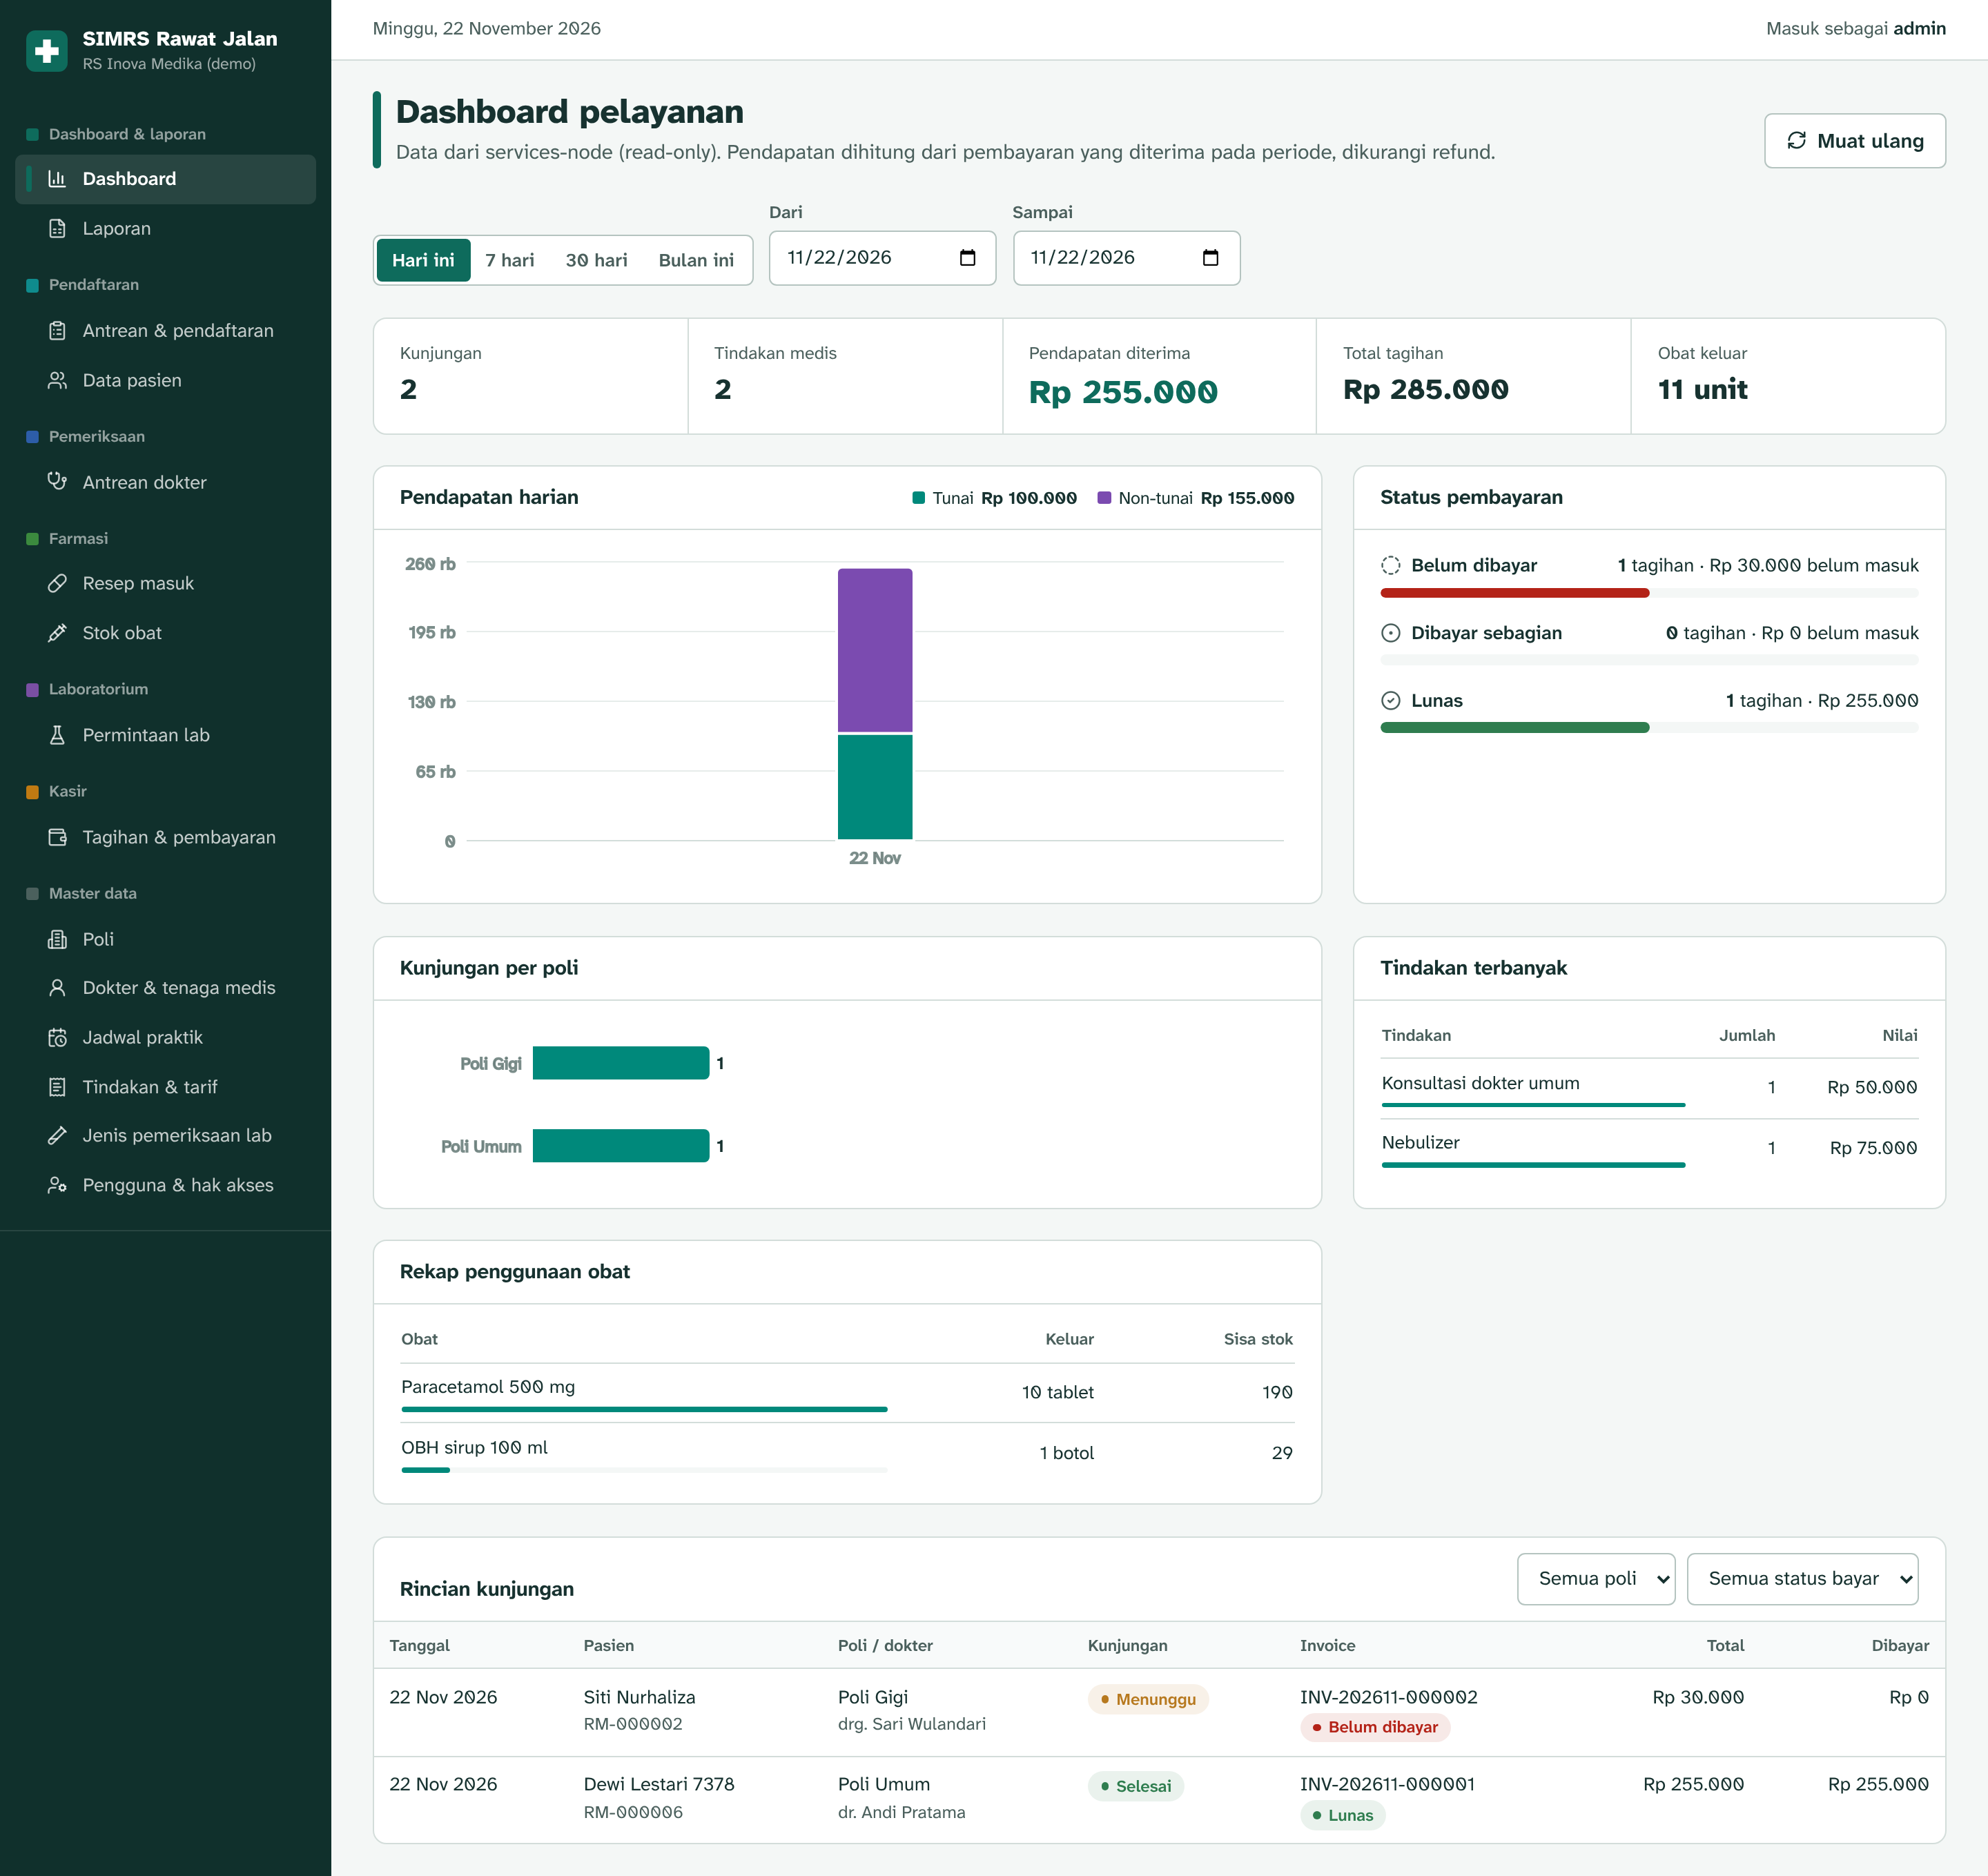 SIMRS Rawat Jalan
RS Inova Medika (demo)
Dashboard & laporan
Dashboard
Laporan
Pendaftaran
Antrean & pendaftaran
Data pasien
Pemeriksaan
Antrean dokter
Farmasi
Resep masuk
Stok obat
Laboratorium
Permintaan lab
Kasir
Tagihan & pembayaran
Master data
Poli
Dokter & tenaga medis
Jadwal praktik
Tindakan & tarif
Jenis pemeriksaan lab
Pengguna & hak akses
Minggu, 22 November 2026
Masuk sebagai admin
Dashboard pelayanan
Data dari services-node (read-only). Pendapatan dihitung dari pembayaran yang diterima pada periode, dikurangi refund.
Muat ulang
Dari
Sampai
Hari ini 7 hari 30 hari Bulan ini
11/22/2026
11/22/2026
Kunjungan
2
Tindakan medis
2
Pendapatan diterima
Rp 255.000
Total tagihan
Rp 285.000
Obat keluar
11 unit
Pendapatan harian
Tunai Rp 100.000 Non-tunai Rp 155.000
260 rb
195 rb
130 rb
65 rb
0
22 Nov
Status pembayaran
Belum dibayar 1 tagihan · Rp 30.000 belum masuk
Dibayar sebagian 0 tagihan · Rp 0 belum masuk
Lunas 1 tagihan · Rp 255.000
Kunjungan per poli
Poli Gigi 1
Poli Umum 1
Tindakan terbanyak
Tindakan Jumlah Nilai
Konsultasi dokter umum 1 Rp 50.000
Nebulizer 1 Rp 75.000
Rekap penggunaan obat
Obat Keluar Sisa stok
Paracetamol 500 mg 10 tablet 190
OBH sirup 100 ml 1 botol 29
Rincian kunjungan
Semua poli Semua status bayar
Tanggal Pasien Poli / dokter Kunjungan Invoice Total Dibayar
22 Nov 2026 Siti Nurhaliza Poli Gigi Menunggu INV-202611-000002 Rp 30.000 Rp 0
RM-000002 drg. Sari Wulandari Belum dibayar
22 Nov 2026 Dewi Lestari 7378 Poli Umum Selesai INV-202611-000001 Rp 255.000 Rp 255.000
RM-000006 dr. Andi Pratama Lunas